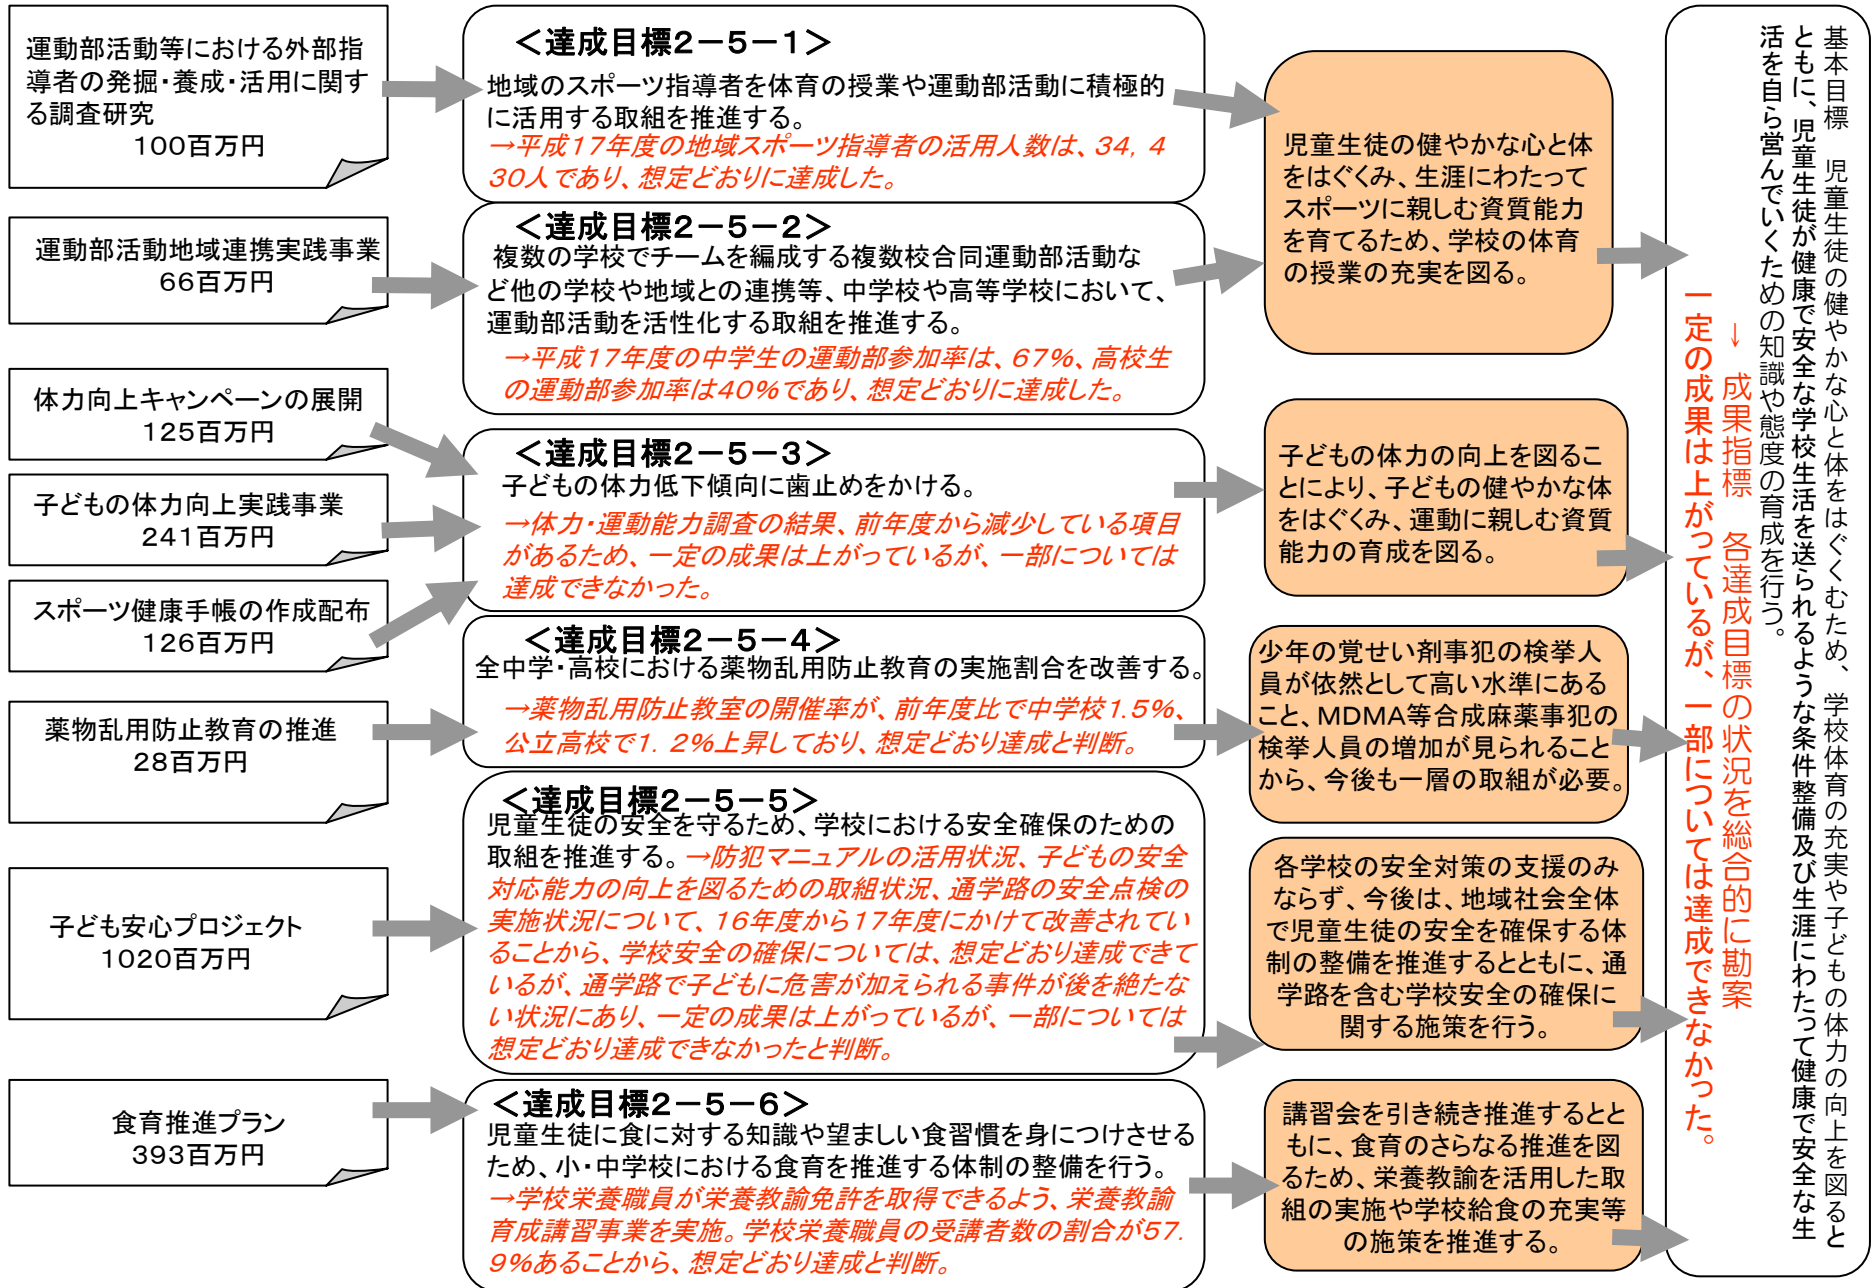 運動部活動等における外部指
導者の発掘・養成・活用に関す
る調査研究
100百万円
運動部活動地域連携実践事業
66百万円
体力向上キャンペーンの展開
125百万円
子どもの体力向上実践事業
241百万円
スポーツ健康手帳の作成配布
126百万円
薬物乱用防止教育の推進
28百万円
子ども安心プロジェクト
1020百万円
食育推進プラン
393百万円
＜達成目標2－5－1＞
地域のスポーツ指導者を体育の授業や運動部活動に積極的
に活用する取組を推進する。
→平成17年度の地域スポーツ指導者の活用人数は、34，4
30人であり、想定どおりに達成した。
＜達成目標2－5－2＞
複数の学校でチームを編成する複数校合同運動部活動な
ど他の学校や地域との連携等、中学校や高等学校において、
運動部活動を活性化する取組を推進する。
→平成17年度の中学生の運動部参加率は、67%、高校生
の運動部参加率は40%であり、想定どおりに達成した。
＜達成目標2－5－3＞
子どもの体力低下傾向に歯止めをかける。
→体力・運動能力調査の結果、前年度から減少している項目
があるため、一定の成果は上がっているが、一部については
達成できなかった。
＜達成目標2－5－4＞
全中学・高校における薬物乱用防止教育の実施割合を改善する。
→薬物乱用防止教室の開催率が、前年度比で中学校1.5%、
公立高校で1．2%上昇しており、想定どおり達成と判断。
＜達成目標2－5－5＞
児童生徒の安全を守るため、学校における安全確保のための
取組を推進する。→防犯マニュアルの活用状況、子どもの安全
対応能力の向上を図るための取組状況、通学路の安全点検の
実施状況について、16年度から17年度にかけて改善されてい
ることから、学校安全の確保については、想定どおり達成できて
いるが、通学路で子どもに危害が加えられる事件が後を絶たな
い状況にあり、一定の成果は上がっているが、一部については
想定どおり達成できなかったと判断。
＜達成目標2－5－6＞
児童生徒に食に対する知識や望ましい食習慣を身につけさせる
ため、小・中学校における食育を推進する体制の整備を行う。
→学校栄養職員が栄養教諭免許を取得できるよう、栄養教諭
育成講習事業を実施。学校栄養職員の受講者数の割合が57．
9%あることから、想定どおり達成と判断。
児童生徒の健やかな心と体
をはぐくみ、生涯にわたって
スポーツに親しむ資質能力
を育てるため、学校の体育
の授業の充実を図る。
子どもの体力の向上を図るこ
とにより、子どもの健やかな体
をはぐくみ、運動に親しむ資質
能力の育成を図る。
少年の覚せい剤事犯の検挙人
員が依然として高い水準にある
こと、MDMA等合成麻薬事犯の
検挙人員の増加が見られること
から、今後も一層の取組が必要。
各学校の安全対策の支援のみ
ならず、今後は、地域社会全体
で児童生徒の安全を確保する体
制の整備を推進するとともに、通
学路を含む学校安全の確保に
関する施策を行う。
講習会を引き続き推進するとと
もに、食育のさらなる推進を図
るため、栄養教諭を活用した取
組の実施や学校給食の充実等
の施策を推進する。
基本目標　児童生徒の健やかな心と体をはぐくむため、学校体育の充実や子どもの体力の向上を図ると
ともに、児童生徒が健康で安全な学校生活を送られるような条件整備及び生涯にわたって健康で安全な生
活を自ら営んでいくための知識や態度の育成を行う。
→　成果指標　各達成目標の状況を総合的に勘案
一定の成果は上がっているが、一部については達成できなかった。